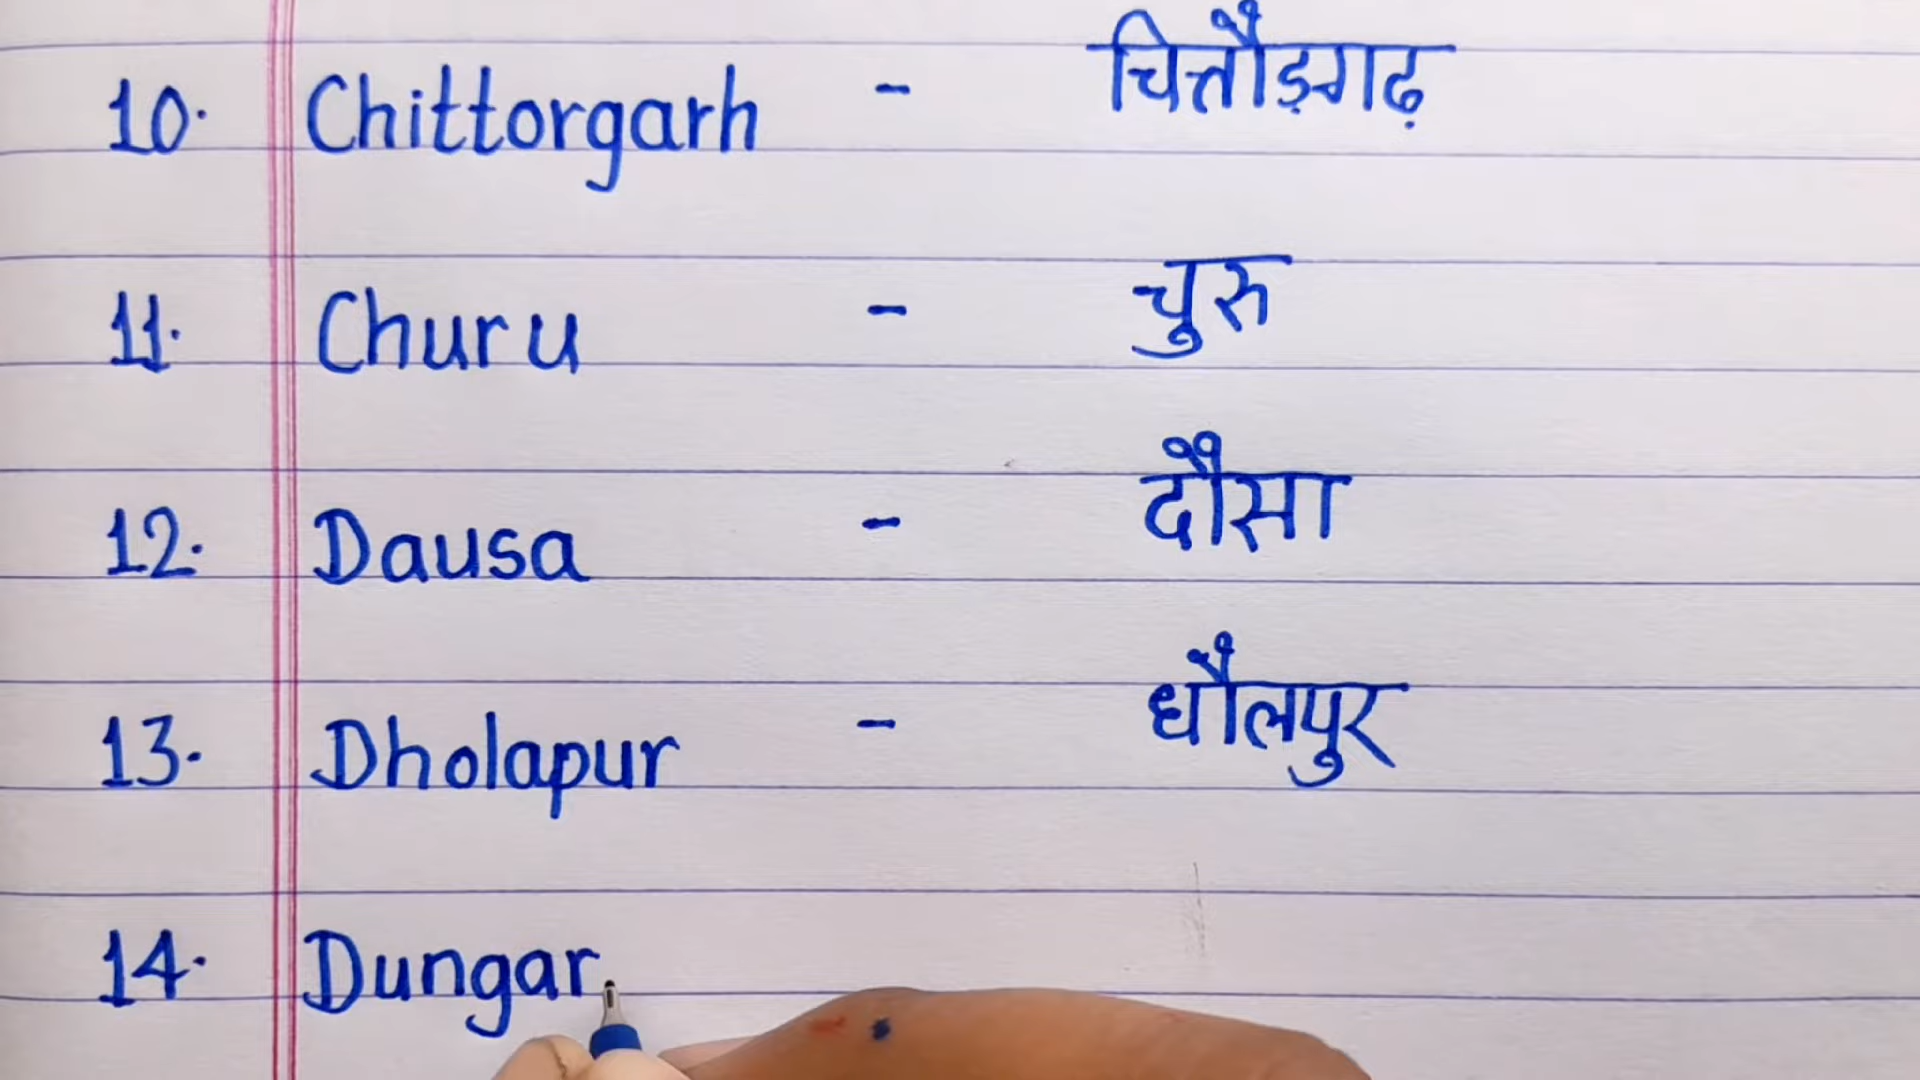 10. Chittorgarh - चित्तौड़गढ़
11. Churu - चुरु
12. Dausa - दौसा
13. Dholapur - धौलपुर
14. Dungar